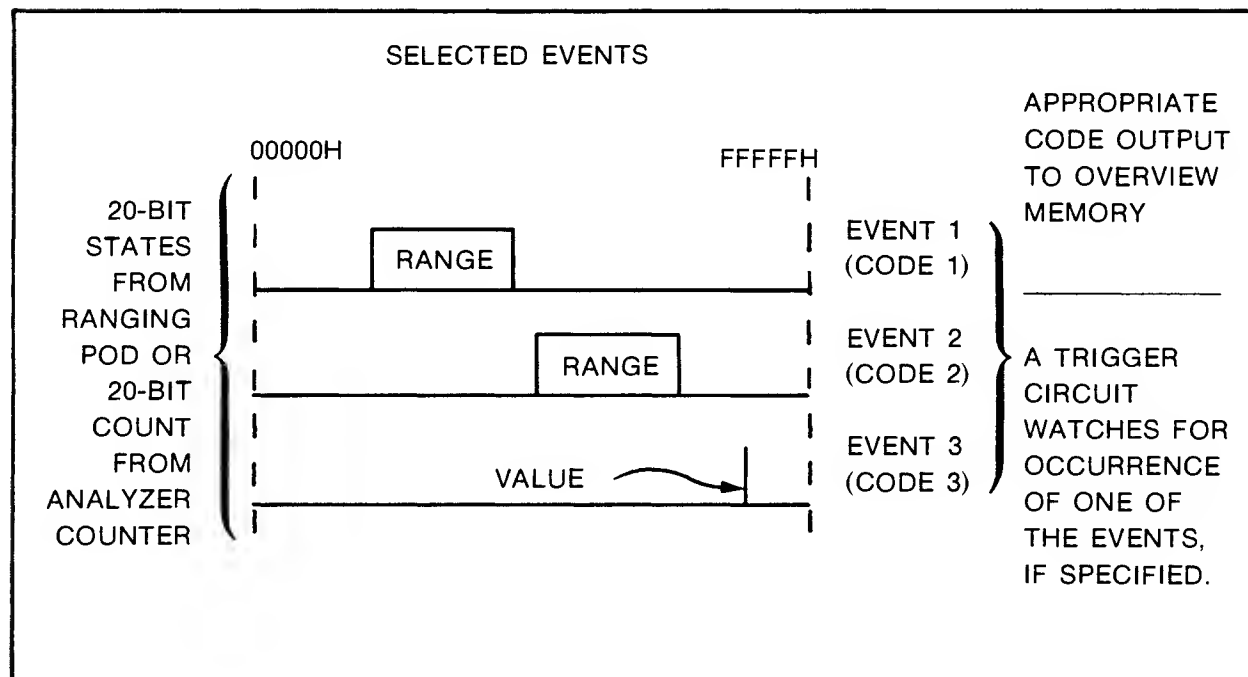 SELECTED EVENTS
00000H
FFFFFH
20-BIT
STATES
FROM
RANGING
POD OR
20-BIT
COUNT
FROM
ANALYZER
COUNTER
RANGE
RANGE
VALUE
EVENT 1
(CODE 1)
EVENT 2
(CODE 2)
EVENT 3
(CODE 3)
APPROPRIATE
CODE OUTPUT
TO OVERVIEW
MEMORY
A TRIGGER
CIRCUIT
WATCHES FOR
OCCURRENCE
OF ONE OF
THE EVENTS,
IF SPECIFIED.